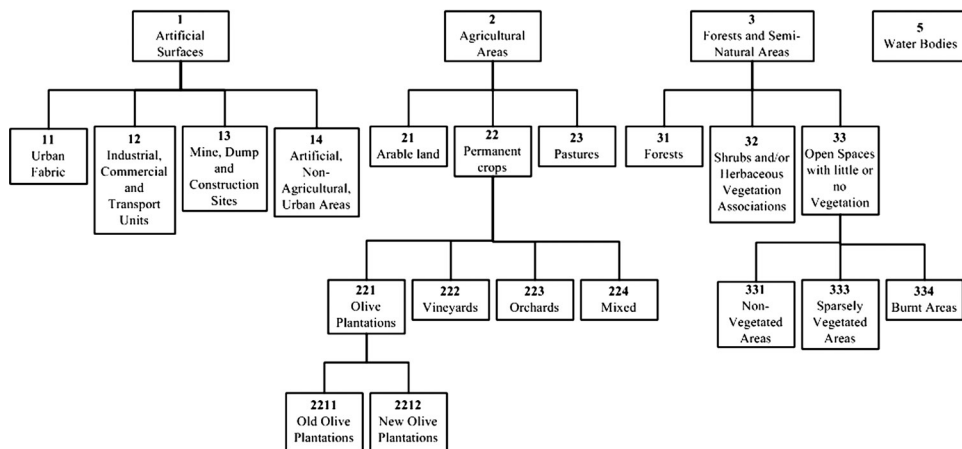 1
Artificial
Surfaces
2
Agricultural
Areas
3
Forests and Semi-
Natural Areas
5
Water Bodies
11
Urban
Fabric
12
Industrial,
Commercial
and
Transport
Units
13
Mine, Dump
and
Construction
Sites
14
Artificial,
Non-
Agricultural,
Urban Areas
21
Arable land
22
Permanent
crops
23
Pastures
31
Forests
32
Shrubs and/or
Herbaceous
Vegetation
Associations
33
Open Spaces
with little or
no
Vegetation
221
Olive
Plantations
222
Vineyards
223
Orchards
224
Mixed
331
Non-
Vegetated
Areas
333
Sparsely
Vegetated
Areas
334
Burnt Areas
2211
Old Olive
Plantations
2212
New Olive
Plantations